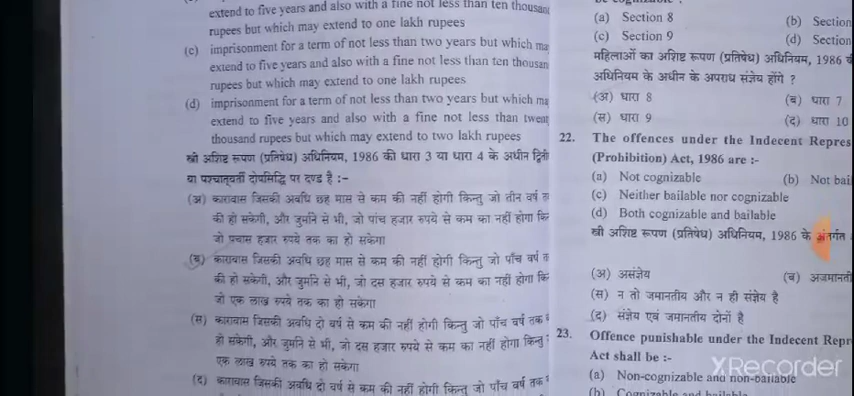 extend to five years and also with a fine not less than ten thousand
rupees but which may extend to one lakh rupees
(c) imprisonment for a term of not less than two years but which may
extend to five years and also with a fine not less than ten thousan
rupees but which may extend to one lakh rupees
(d) imprisonment for a term of not less than two years but which ma
extend to five years and also with a fine not less than twent
thousand rupees but which may extend to two lakh rupees
स्त्री अशिष्ट रूपण (प्रतिषेध) अधिनियम, 1986 की धारा 3 या धारा 4 के अधीन द्विती
या पश्चातवर्ती दोषसिद्धि पर दण्ड है :-
(अ) कारावास जिसकी अवधि छह मास से कम की नहीं होगी किन्तु जो तीन वर्ष त
की हो सकेगी, और जुर्माने से भी, जो पांच हजार रुपये से कम का नहीं होगा कि
जो पचास हजार रुपये तक का हो सकेगा
(ब) कारावास जिसकी अवधि छह मास से कम की नहीं होगी किन्तु जो पाँच वर्ष त
की हो सकेगी, और जुर्माने से भी, जो दस हजार रुपये से कम का नहीं होगा कि
जो एक लाख रुपये तक का हो सकेगा
(स) कारावास जिसकी अवधि दो वर्ष से कम की नहीं होगी किन्तु जो पाँच वर्ष तक
हो सकेगी, और जुर्माने से भी, जो दस हजार रुपये से कम का नहीं होगा किन्तु
एक लाख रुपये तक का हो सकेगा
(द) कारावास जिसकी अवधि दो वर्ष से कम की नहीं होगी किन्तु जो पाँच वर्ष तक
(a) Section 8 (b) Section
(c) Section 9 (d) Section
महिलाओं का अशिष्ट रूपण (प्रतिषेध) अधिनियम, 1986 के
अधिनियम के अधीन के अपराध संज्ञेय होंगे ?
(अ) धारा 8 (ब) धारा 7
(स) धारा 9 (द) धारा 10
22. The offences under the Indecent Repres
(Prohibition) Act, 1986 are :-
(a) Not cognizable (b) Not bai
(c) Neither bailable nor cognizable
(d) Both cognizable and bailable
स्त्री अशिष्ट रूपण (प्रतिषेध) अधिनियम, 1986 के अंतर्गत
(अ) असंज्ञेय (ब) अजमानती
(स) न तो जमानतीय और न ही संज्ञेय है
(द) संज्ञेय एवं जमानतीय दोनों है
23. Offence punishable under the Indecent Repr
Act shall be :-
(a) Non-cognizable and non-bailable
(b) Cognizable and bailable
XRecorder